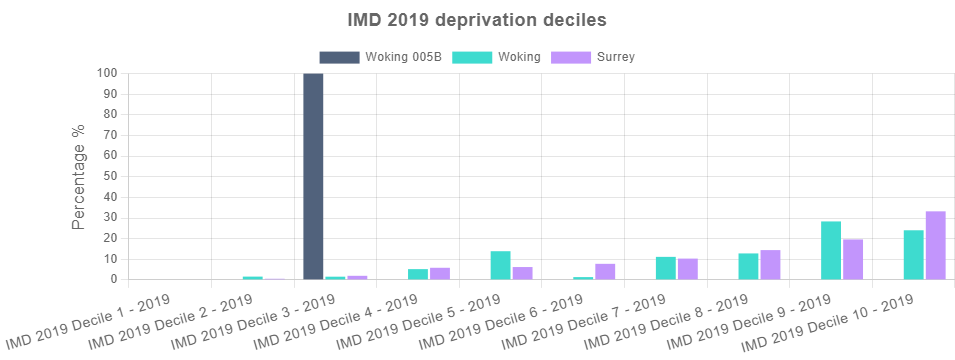 IMD 2019 deprivation deciles
Woking 005B Woking Surrey
Percentage %
100
90
80
70
60
50
40
30
20
10
0
IMD 2019 Decile 1 - 2019
IMD 2019 Decile 2 - 2019
IMD 2019 Decile 3 - 2019
IMD 2019 Decile 4 - 2019
IMD 2019 Decile 5 - 2019
IMD 2019 Decile 6 - 2019
IMD 2019 Decile 7 - 2019
IMD 2019 Decile 8 - 2019
IMD 2019 Decile 9 - 2019
IMD 2019 Decile 10 - 2019